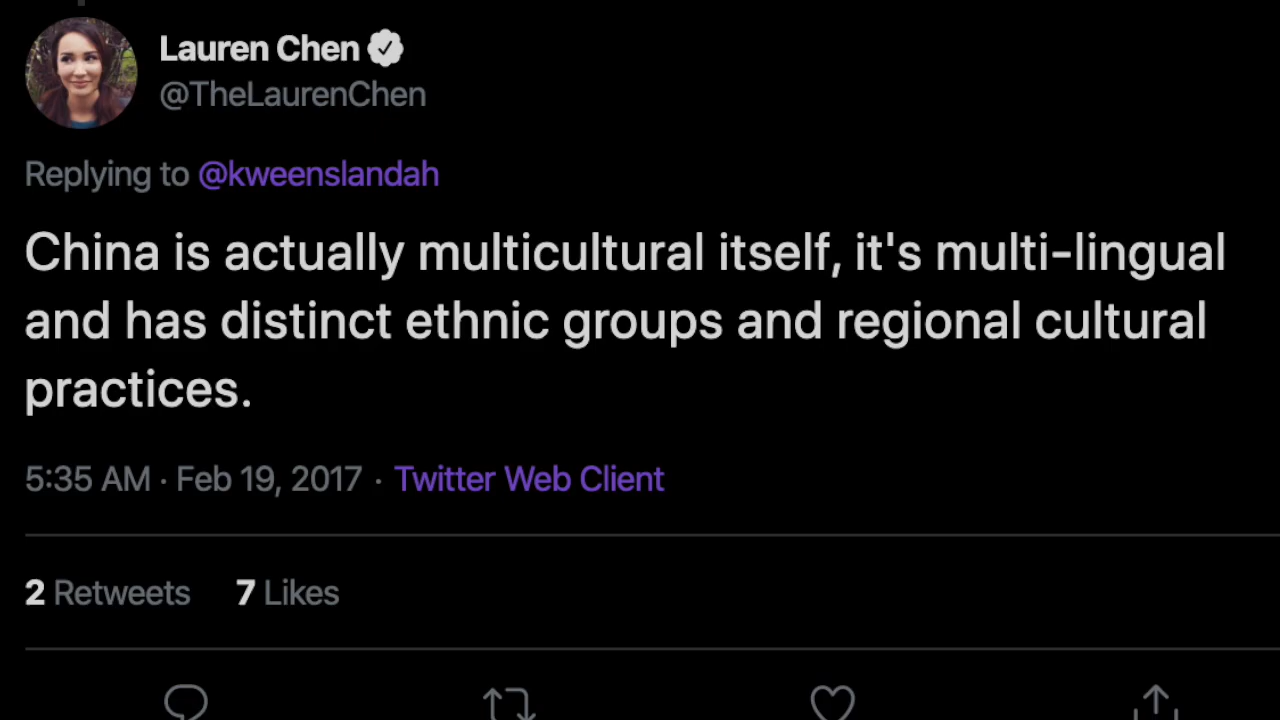 Lauren Chen
@TheLaurenChen
Replying to @kweenslandah
China is actually multicultural itself, it's multi-lingual
and has distinct ethnic groups and regional cultural
practices.
5:35 AM · Feb 19, 2017 · Twitter Web Client
2 Retweets 7 Likes